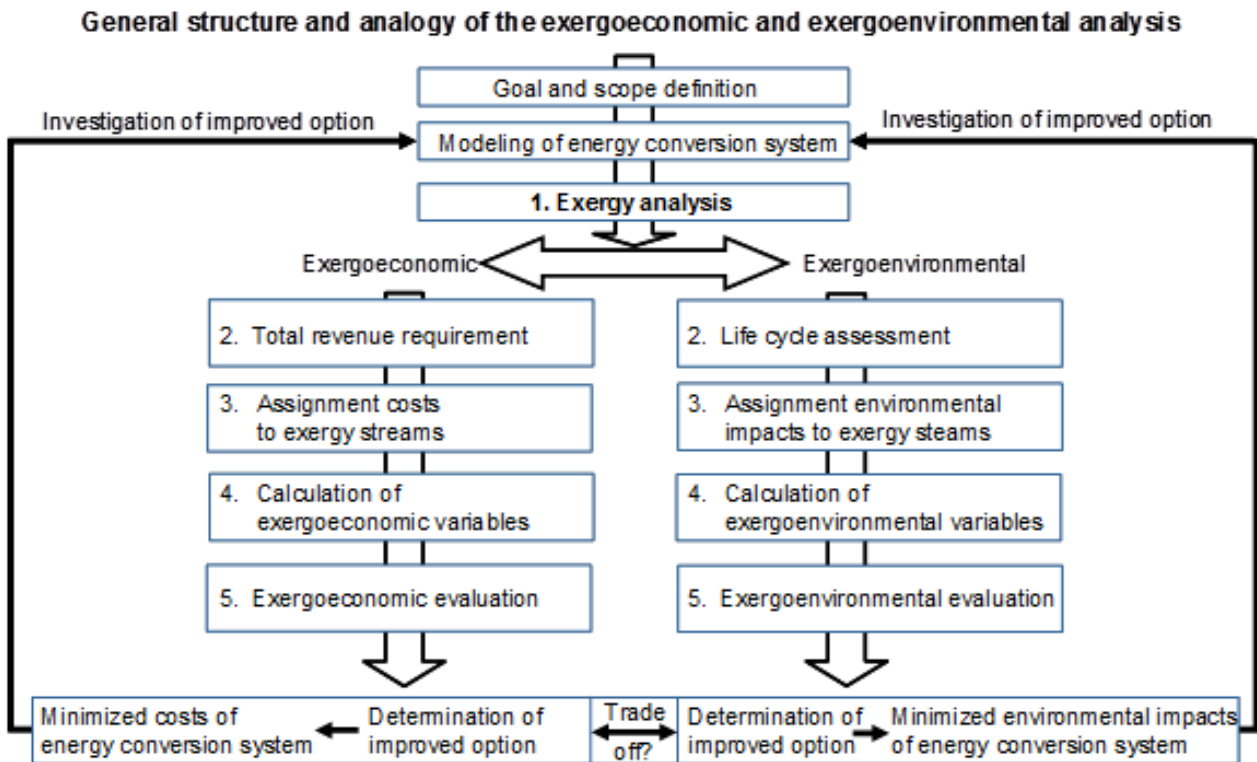 General structure and analogy of the exergoeconomic and exergoenvironmental analysis
Goal and scope definition
Investigation of improved option
Investigation of improved option
Modeling of energy conversion system
1. Exergy analysis
Exergoeconomic
Exergoenvironmental
2. Total revenue requirement
3. Assignment costs
to exergy streams
4. Calculation of
exergoeconomic variables
5. Exergoeconomic evaluation
2. Life cycle assessment
3. Assignment environmental
impacts to exergy steams
4. Calculation of
exergoenvironmental variables
5. Exergoenvironmental evaluation
Minimized costs of
energy conversion system
Determination of
improved option
Trade
off?
Determination of
improved option
Minimized environmental impacts
of energy conversion system